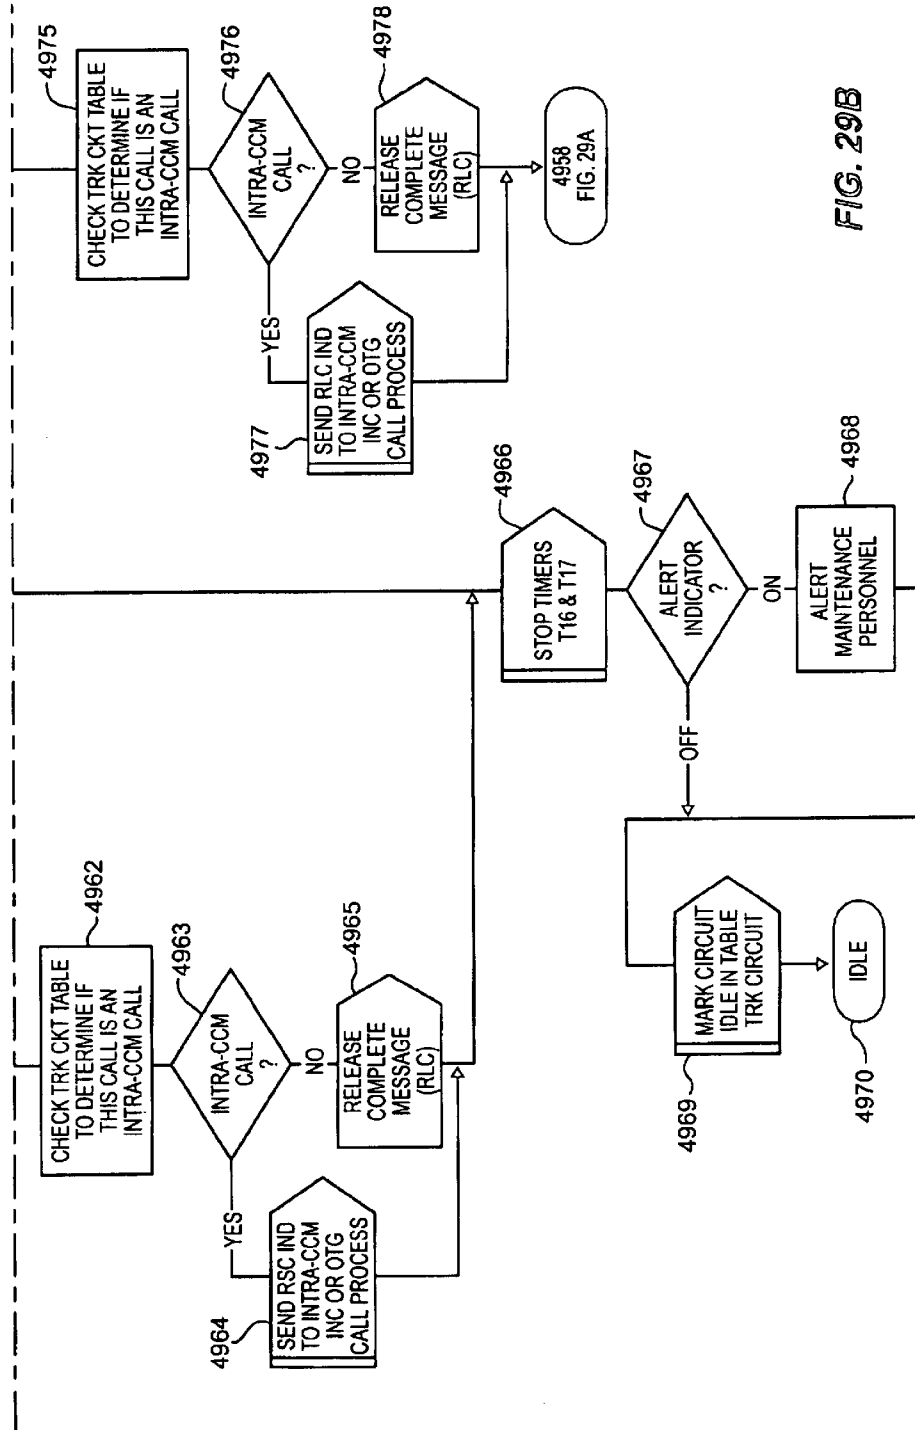 CHECK TRK CKT TABLE
TO DETERMINE IF
THIS CALL IS AN
INTRA-CCM CALL
4962
INTRA-CCM
CALL
?
4963
YES
NO
SEND RSC IND
TO INTRA-CCM
INC OR OTG
CALL PROCESS
4964
RELEASE
COMPLETE
MESSAGE
(RLC)
4965
CHECK TRK CKT TABLE
TO DETERMINE IF
THIS CALL IS AN
INTRA-CCM CALL
4975
INTRA-CCM
CALL
?
4976
YES
NO
SEND RLC IND
TO INTRA-CCM
INC OR OTG
CALL PROCESS
4977
RELEASE
COMPLETE
MESSAGE
(RLC)
4978
4958
FIG. 29A
STOP TIMERS
T16 & T17
4966
ALERT
INDICATOR
?
4967
OFF
ON
ALERT
MAINTENANCE
PERSONNEL
4968
MARK CIRCUIT
IDLE IN TABLE
TRK CIRCUIT
4969
IDLE
4970
FIG. 29B